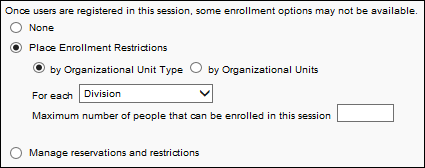 Once users are registered in this session, some enrollment options may not be available.
None
Place Enrollment Restrictions
by Organizational Unit Type by Organizational Units
For each Division
Maximum number of people that can be enrolled in this session
Manage reservations and restrictions